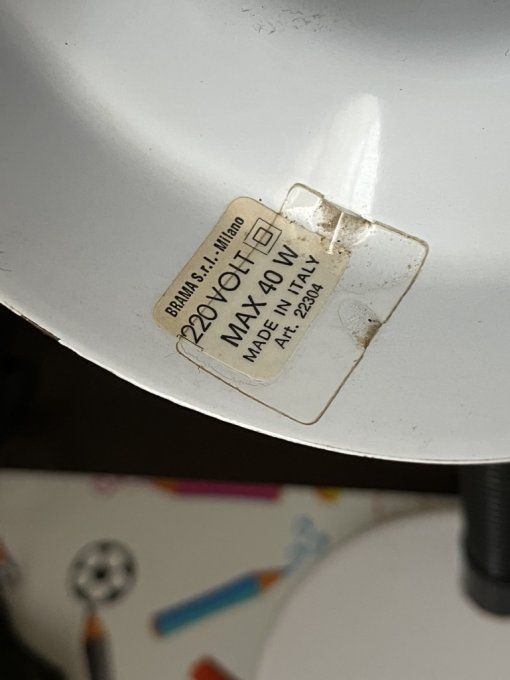 BRAMA S.r.l. - Milano
220 VOLT
MAX 40 W
MADE IN ITALY
Art. 22304